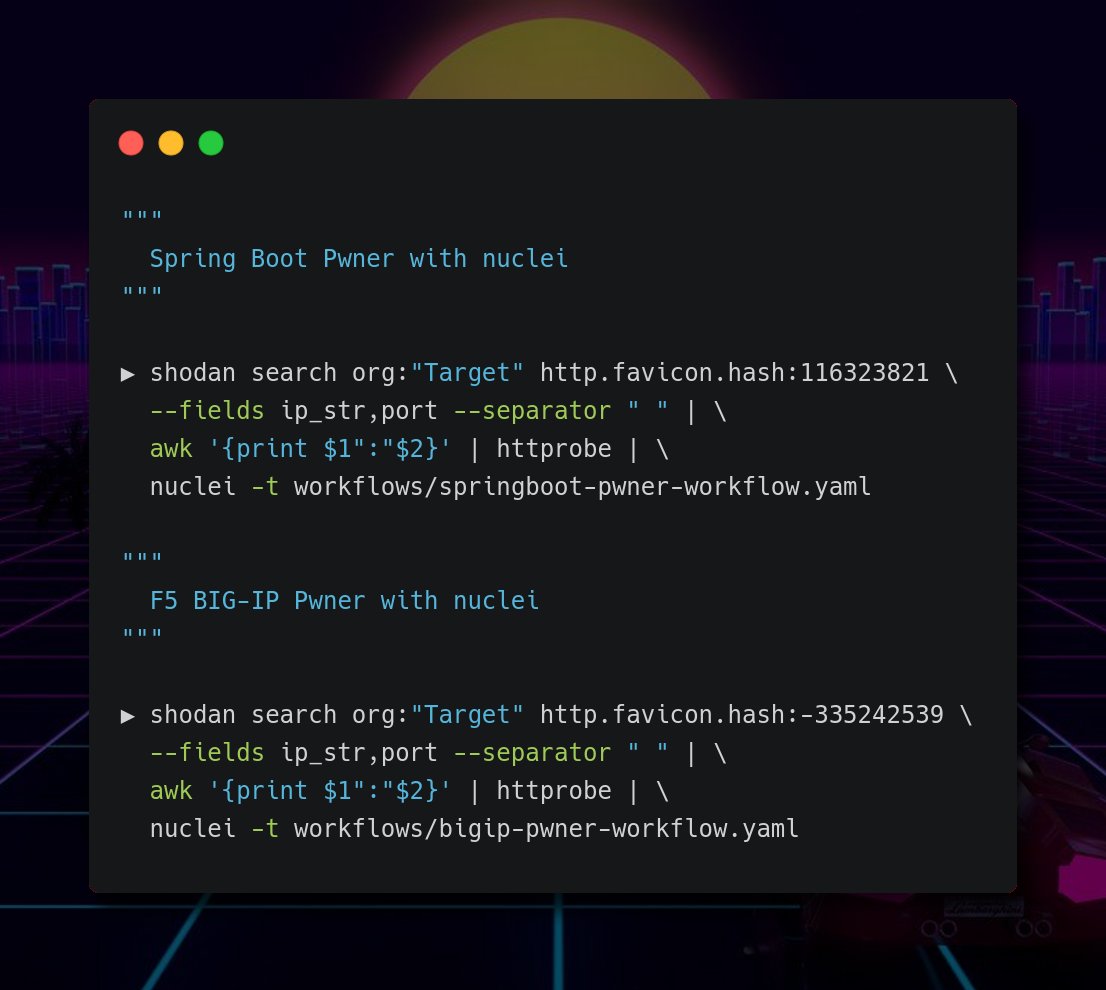 """
Spring Boot Pwner with nuclei
"""
▶ shodan search org:"Target" http.favicon.hash:116323821 \
--fields ip_str,port --separator " " | \
awk '{print $1":"$2}' | httprobe | \
nuclei -t workflows/springboot-pwner-workflow.yaml
"""
F5 BIG-IP Pwner with nuclei
"""
▶ shodan search org:"Target" http.favicon.hash:-335242539 \
--fields ip_str,port --separator " " | \
awk '{print $1":"$2}' | httprobe | \
nuclei -t workflows/bigip-pwner-workflow.yaml